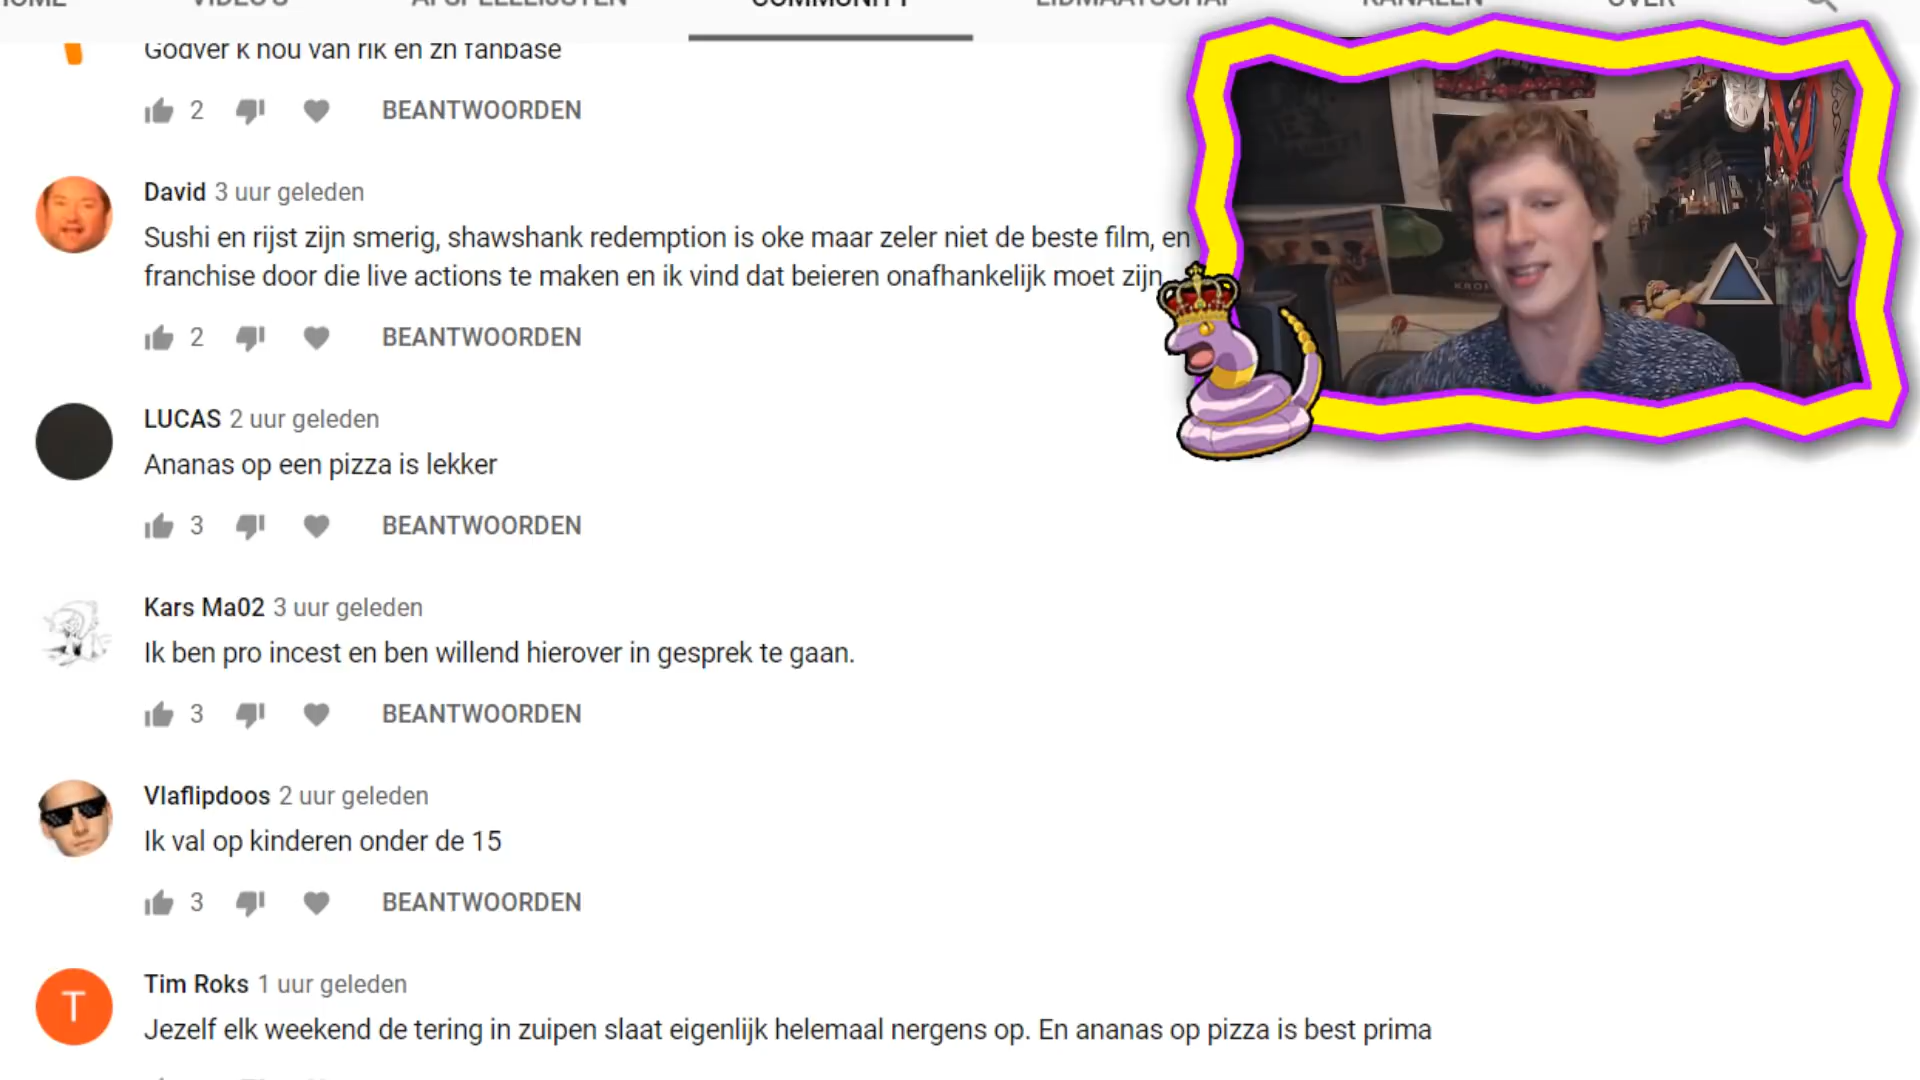 HOME VIDEO'S AFSPEELLIJSTEN COMMUNITY LIDMAATSCHAP KANALEN OVER
Godver k hou van rik en zn fanbase
2 BEANTWOORDEN
David 3 uur geleden
Sushi en rijst zijn smerig, shawshank redemption is oke maar zeler niet de beste film, en
franchise door die live actions te maken en ik vind dat beieren onafhankelijk moet zijn
2 BEANTWOORDEN
LUCAS 2 uur geleden
Ananas op een pizza is lekker
3 BEANTWOORDEN
Kars Ma02 3 uur geleden
Ik ben pro incest en ben willend hierover in gesprek te gaan.
3 BEANTWOORDEN
Vlaflipdoos 2 uur geleden
Ik val op kinderen onder de 15
3 BEANTWOORDEN
T
Tim Roks 1 uur geleden
Jezelf elk weekend de tering in zuipen slaat eigenlijk helemaal nergens op. En ananas op pizza is best prima